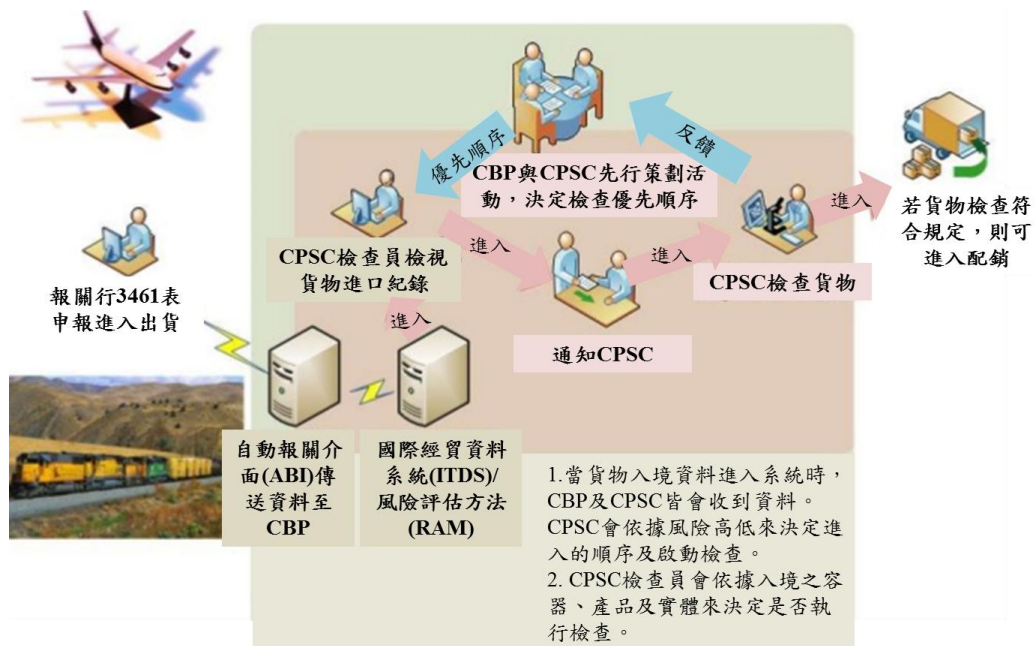 優先順序
反饋
CBP與CPSC先行策劃活
動，決定檢查優先順序
進入
若貨物檢查符
合規定，則可
進入配銷
報關行3461表
申報進入出貨
CPSC檢查員檢視
貨物進口紀錄
進入
進入
CPSC檢查貨物
進入
通知CPSC
自動報關介
面(ABI)傳
送資料至
CBP
國際經貿資料
系統(ITDS)/
風險評估方法
(RAM)
1.當貨物入境資料進入系統時，
CBP及CPSC皆會收到資料。
CPSC會依據風險高低來決定進
入的順序及啟動檢查。
2. CPSC檢查員會依據入境之容
器、產品及實體來決定是否執
行檢查。